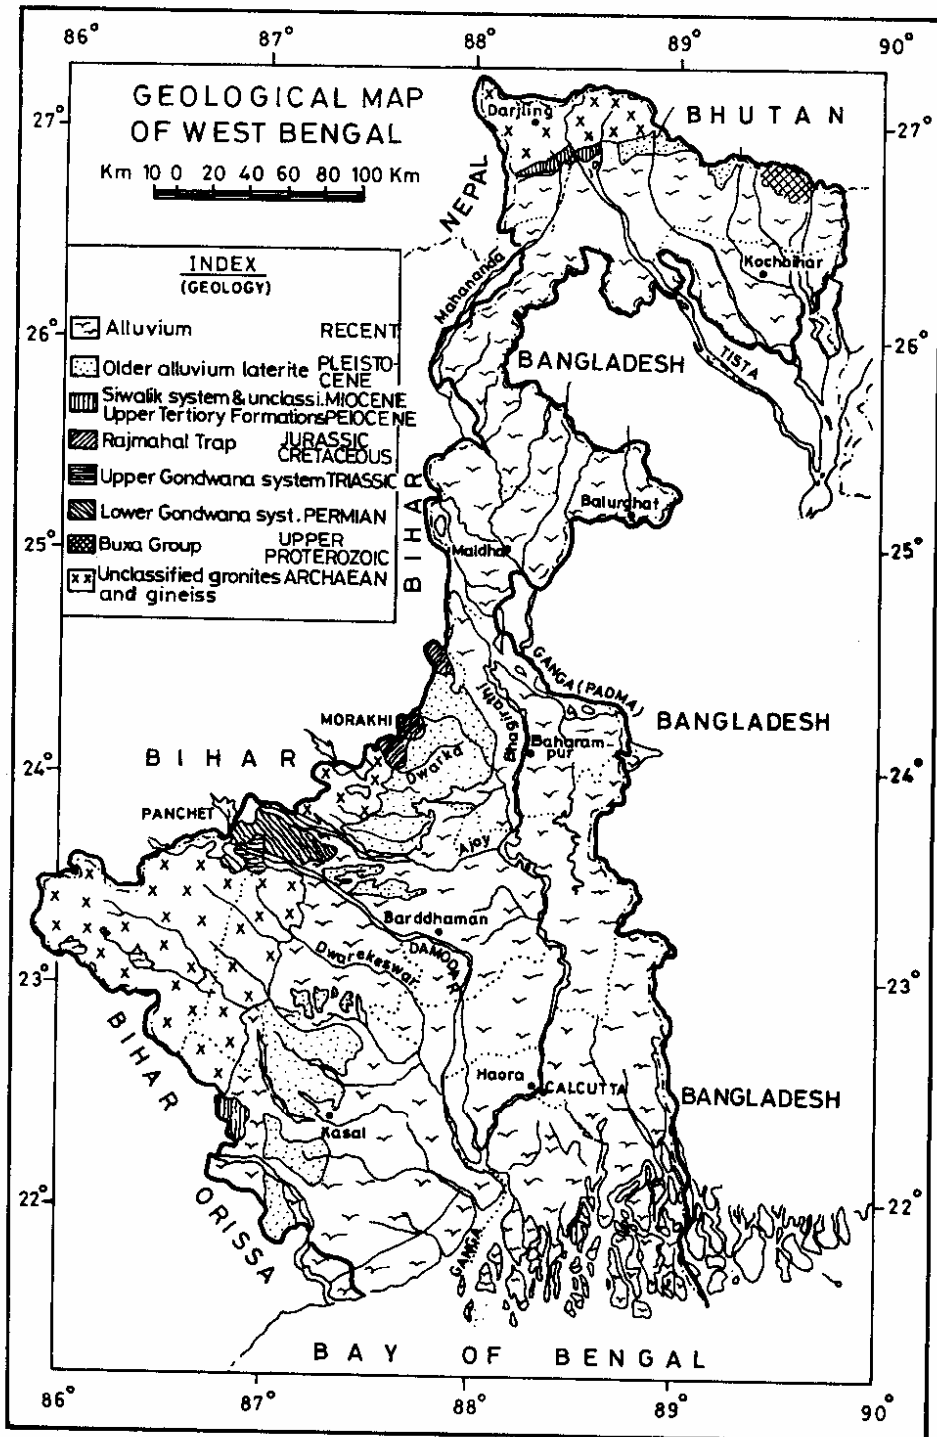 86° 87° 88° 89° 90°
GEOLOGICAL MAP
OF WEST BENGAL
Km 10 0 20 40 60 80 100 Km
27°
27°
Darjling
BHUTAN
NEPAL
INDEX
(GEOLOGY)
Alluvium RECENT
Older alluvium laterite PLEISTO-
CENE
Siwalik system & unclassi. MIOCENE
Upper Tertiory Formations PEIOCENE
Rajmahal Trap JURASSIC
CRETACEOUS
Upper Gondwana system TRIASSIC
Lower Gondwana syst. PERMIAN
Buxa Group UPPER
PROTEROZOIC
xx Unclassified gronites ARCHAEAN
and gineiss
Kochbihar
Mahananda
26°
26°
BANGLADESH
TISTA
BIHAR
Balurghat
25°
25°
Maldha
GANGA (PADMA)
MORAKHI
Bhagirathi
BANGLADESH
BIHAR
Baharam-
pur
Dwarka
24°
24°
PANCHET
Ajoy
Barddhaman
DAMODAR
Dwarekeswar
23°
23°
BIHAR
Haora
CALCUTTA
BANGLADESH
Kasai
22°
22°
ORISSA
GANGA
BAY OF BENGAL
86° 87° 88° 89° 90°